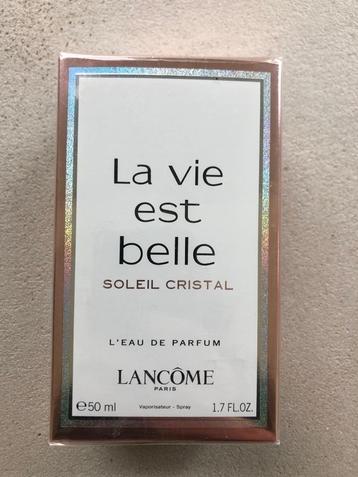 La vie
est
belle
SOLEIL CRISTAL
L'EAU DE PARFUM
LANCÔME
PARIS
℮50 ml Vaporisateur - Spray 1.7 FL.OZ.